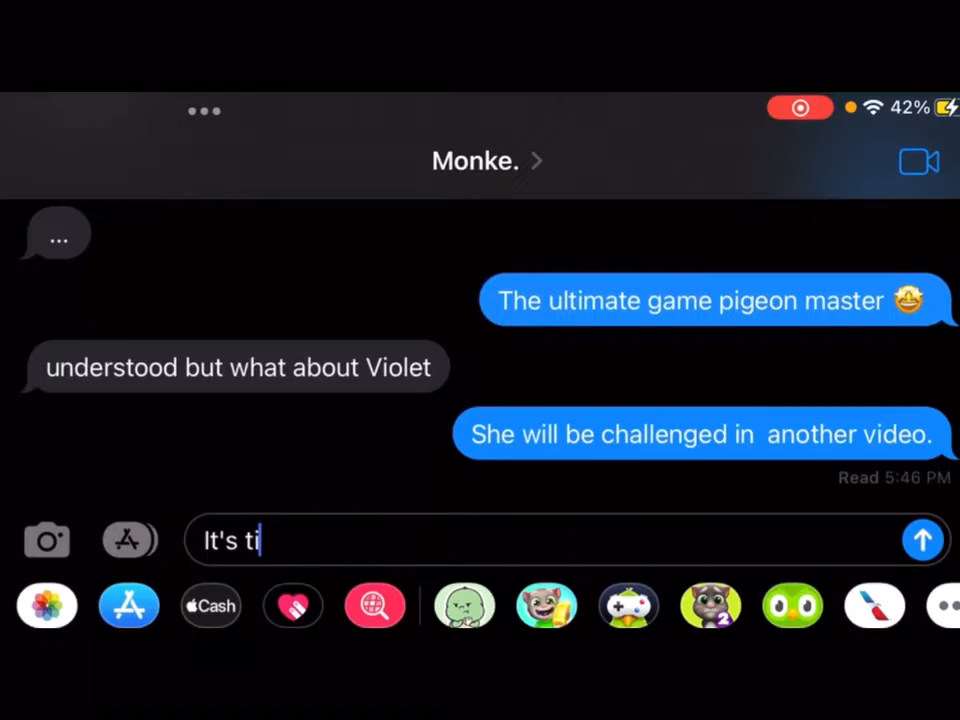 42%
Monke.
...
The ultimate game pigeon master 🤩
understood but what about Violet
She will be challenged in  another video.
Read 5:46 PM
It's ti
Cash
2